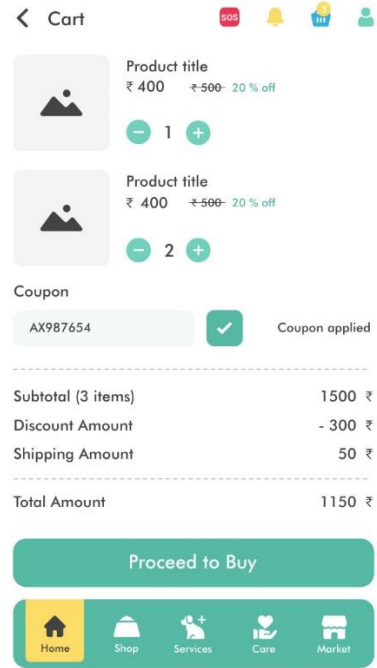 Cart
SOS
3
Product title
₹ 400 ₹ 500 20 % off
1
Product title
₹ 400 ₹ 500 20 % off
2
Coupon
AX987654 Coupon applied
Subtotal (3 items) 1500 ₹
Discount Amount - 300 ₹
Shipping Amount 50 ₹
Total Amount 1150 ₹
Proceed to Buy
Home Shop Services Care Market